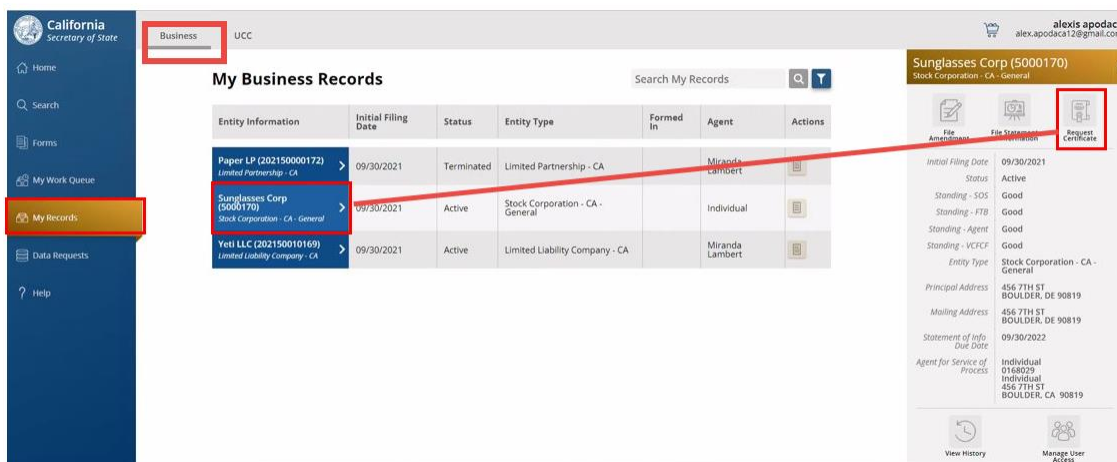 California
Secretary of State
Home
Search
Forms
My Work Queue
My Records
Data Requests
? Help
Business
UCC
alexis apodac
alex.apodaca12@gmail.con
My Business Records
Search My Records
Entity Information
Initial Filing
Date
Status
Entity Type
Formed
In
Agent
Actions
Paper LP (202150000172)
Limited Partnership - CA
09/30/2021
Terminated
Limited Partnership - CA
Miranda
Lambert
Sunglasses Corp
(5000170)
Stock Corporation - CA - General
09/30/2021
Active
Stock Corporation - CA -
General
Individual
Yeti LLC (202150010169)
Limited Liability Company - CA
09/30/2021
Active
Limited Liability Company - CA
Miranda
Lambert
Sunglasses Corp (5000170)
Stock Corporation - CA - General
File
Amendment
File Statement
Information
Request
Certificate
Initial Filing Date 09/30/2021
Status Active
Standing - SOS Good
Standing - FTB Good
Standing - Agent Good
Standing - VCFCF Good
Entity Type Stock Corporation - CA -
General
Principal Address 456 7TH ST
BOULDER, DE 90819
Mailing Address 456 7TH ST
BOULDER, DE 90819
Statement of Info 09/30/2022
Due Date
Agent for Service of Individual
Process 0168029
Individual
456 7TH ST
BOULDER, CA 90819
View History
Manage User
Access